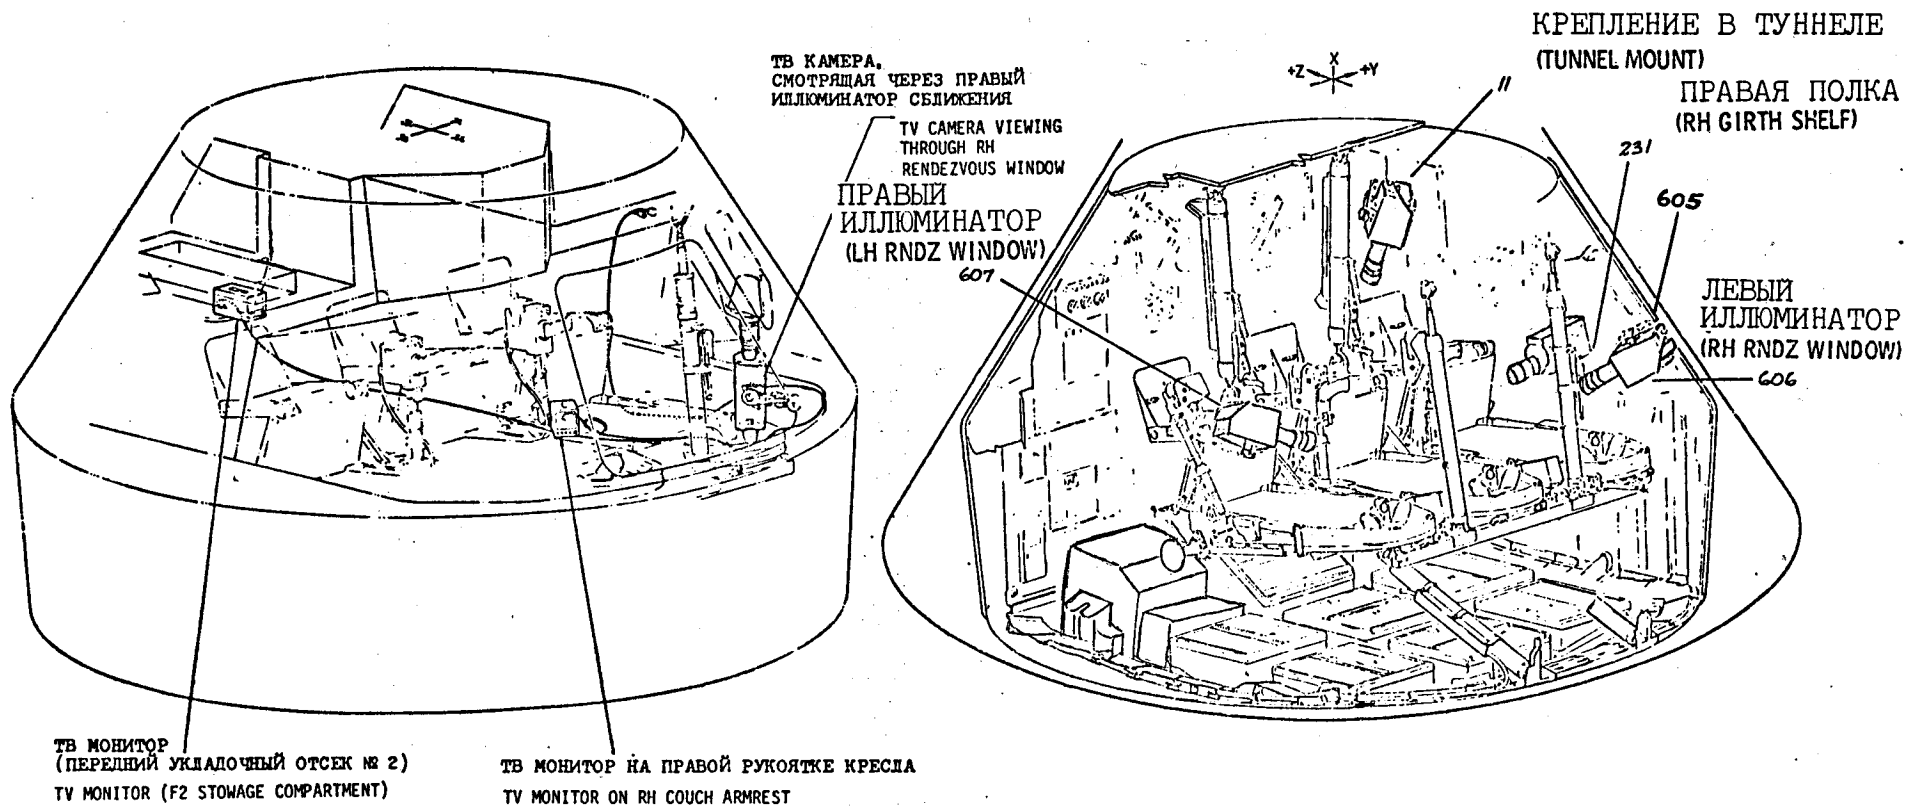 ТВ КАМЕРА,
СМОТРЯЩАЯ ЧЕРЕЗ ПРАВЫЙ
ИЛЛЮМИНАТОР СБЛИЖЕНИЯ
TV CAMERA VIEWING
THROUGH RH
RENDEZVOUS WINDOW
ПРАВЫЙ
ИЛЛЮМИНАТОР
(LH RNDZ WINDOW)
607
ТВ МОНИТОР
(ПЕРЕДНИЙ УКЛАДОЧНЫЙ ОТСЕК № 2)
TV MONITOR (F2 STOWAGE COMPARTMENT)
ТВ МОНИТОР НА ПРАВОЙ РУКОЯТКЕ КРЕСЛА
TV MONITOR ON RH COUCH ARMREST
X
+Z +Y
КРЕПЛЕНИЕ В ТУННЕЛЕ
(TUNNEL MOUNT)
11
ПРАВАЯ ПОЛКА
(RH GIRTH SHELF)
231
605
ЛЕВЫЙ
ИЛЛЮМИНАТОР
(RH RNDZ WINDOW)
606